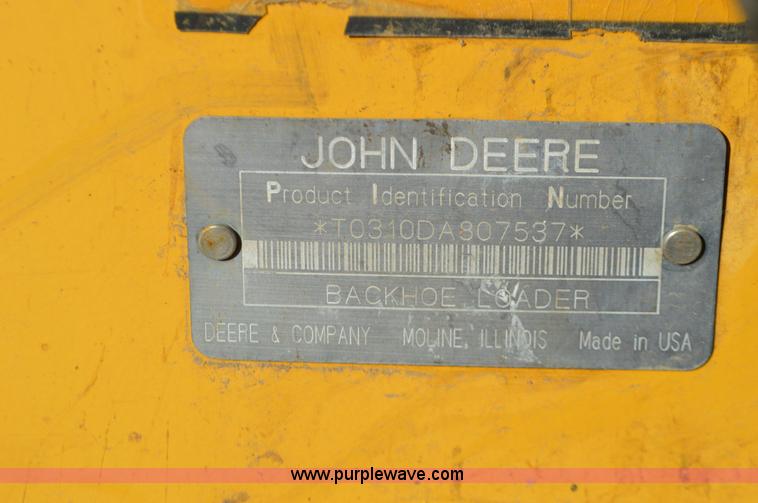 JOHN DEERE
Product Identification Number
*T0310DA807537*
BACKHOE LOADER
DEERE & COMPANY MOLINE, ILLINOIS Made in USA
www.purplewave.com